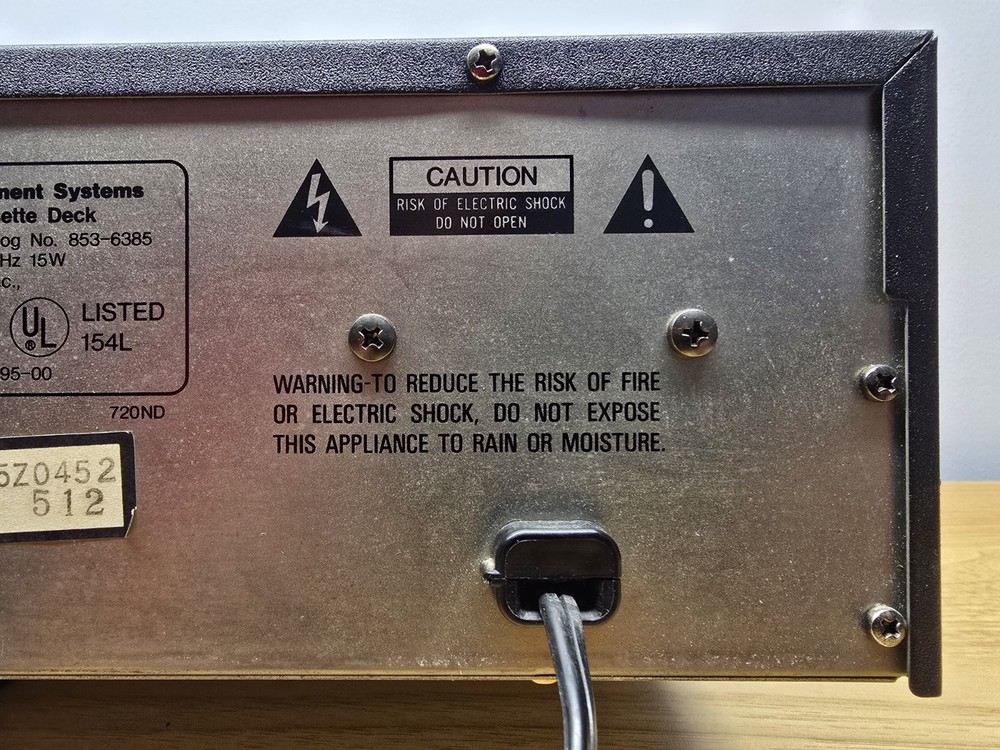 nent Systems
ette Deck
og No. 853-6385
Hz 15W
c.,
UL® LISTED
154L
95-00
720ND
5Z0452
512
CAUTION
RISK OF ELECTRIC SHOCK
DO NOT OPEN
WARNING-TO REDUCE THE RISK OF FIRE
OR ELECTRIC SHOCK, DO NOT EXPOSE
THIS APPLIANCE TO RAIN OR MOISTURE.